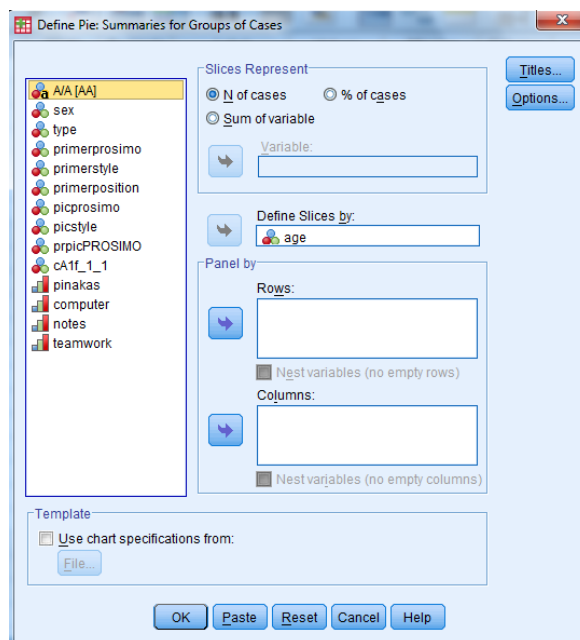 Define Pie: Summaries for Groups of Cases
A/A [AA]
sex
type
primerprosimo
primerstyle
primerposition
picprosimo
picstyle
prpicPROSIMO
cA1f_1_1
pinakas
computer
notes
teamwork
Slices Represent
N of cases % of cases
Sum of variable
Variable:
Define Slices by:
age
Panel by
Rows:
Nest variables (no empty rows)
Columns:
Nest variables (no empty columns)
Titles...
Options...
Template
Use chart specifications from:
File...
OK Paste Reset Cancel Help